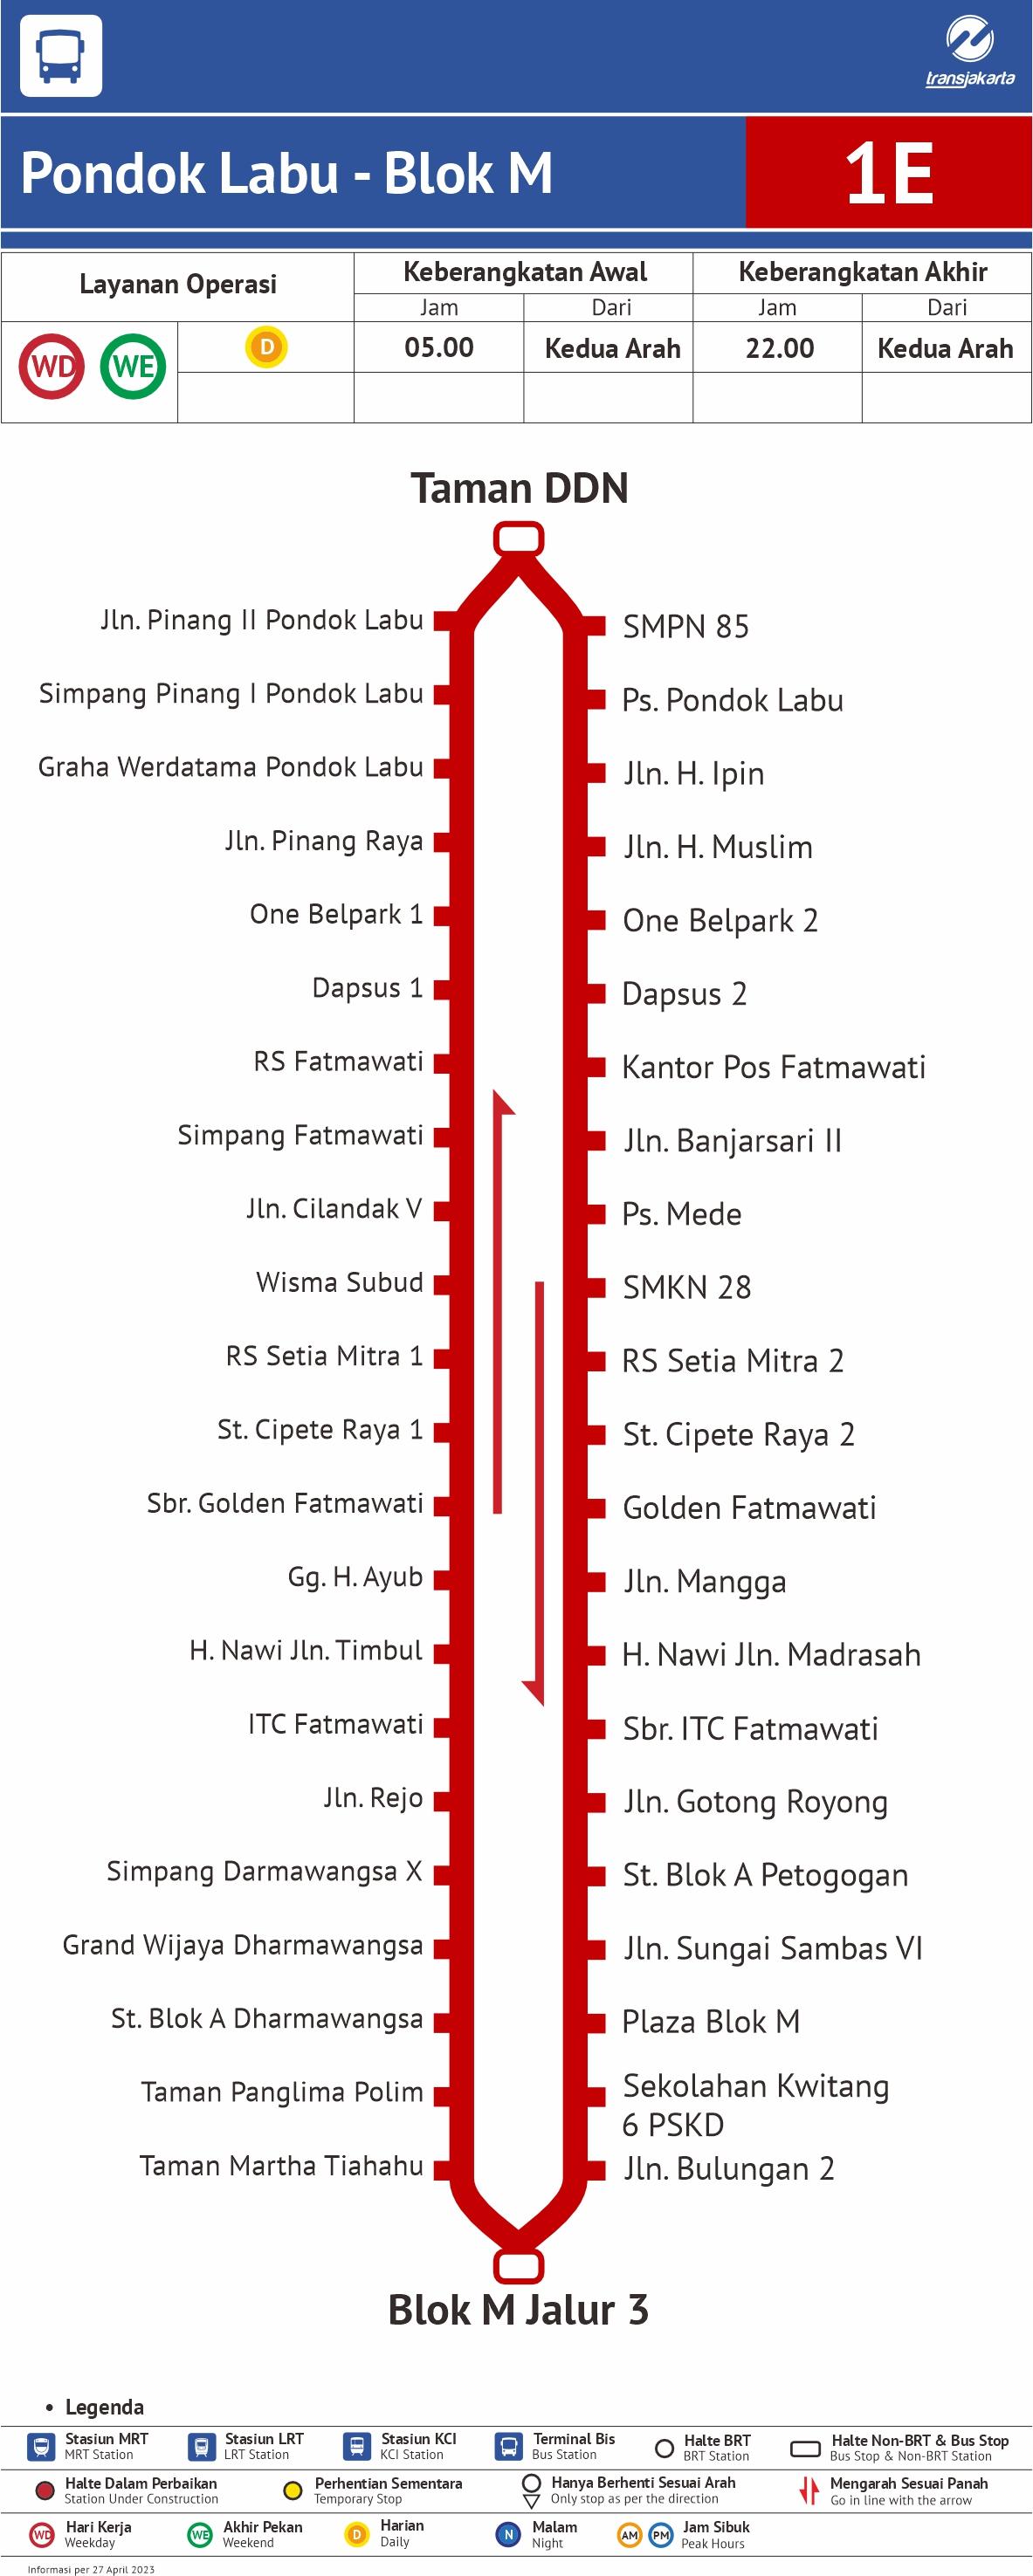 transjakarta
Pondok Labu - Blok M
1E
Layanan Operasi
Keberangkatan Awal
Keberangkatan Akhir
Jam
Dari
Jam
Dari
WD
WE
D
05.00
Kedua Arah
22.00
Kedua Arah
Taman DDN
Jln. Pinang II Pondok Labu
SMPN 85
Simpang Pinang I Pondok Labu
Ps. Pondok Labu
Graha Werdatama Pondok Labu
Jln. H. Ipin
Jln. Pinang Raya
Jln. H. Muslim
One Belpark 1
One Belpark 2
Dapsus 1
Dapsus 2
RS Fatmawati
Kantor Pos Fatmawati
Simpang Fatmawati
Jln. Banjarsari II
Jln. Cilandak V
Ps. Mede
Wisma Subud
SMKN 28
RS Setia Mitra 1
RS Setia Mitra 2
St. Cipete Raya 1
St. Cipete Raya 2
Sbr. Golden Fatmawati
Golden Fatmawati
Gg. H. Ayub
Jln. Mangga
H. Nawi Jln. Timbul
H. Nawi Jln. Madrasah
ITC Fatmawati
Sbr. ITC Fatmawati
Jln. Rejo
Jln. Gotong Royong
Simpang Darmawangsa X
St. Blok A Petogogan
Grand Wijaya Dharmawangsa
Jln. Sungai Sambas VI
St. Blok A Dharmawangsa
Plaza Blok M
Taman Panglima Polim
Sekolahan Kwitang
6 PSKD
Taman Martha Tiahahu
Jln. Bulungan 2
Blok M Jalur 3
• Legenda
Stasiun MRT
MRT Station
Stasiun LRT
LRT Station
Stasiun KCI
KCI Station
Terminal Bis
Bus Station
Halte BRT
BRT Station
Halte Non-BRT & Bus Stop
Bus Stop & Non-BRT Station
Halte Dalam Perbaikan
Station Under Construction
Perhentian Sementara
Temporary Stop
Hanya Berhenti Sesuai Arah
Only stop as per the direction
Mengarah Sesuai Panah
Go in line with the arrow
WD
Hari Kerja
Weekday
WE
Akhir Pekan
Weekend
D
Harian
Daily
N
Malam
Night
AM
PM
Jam Sibuk
Peak Hours
Informasi per 27 April 2023